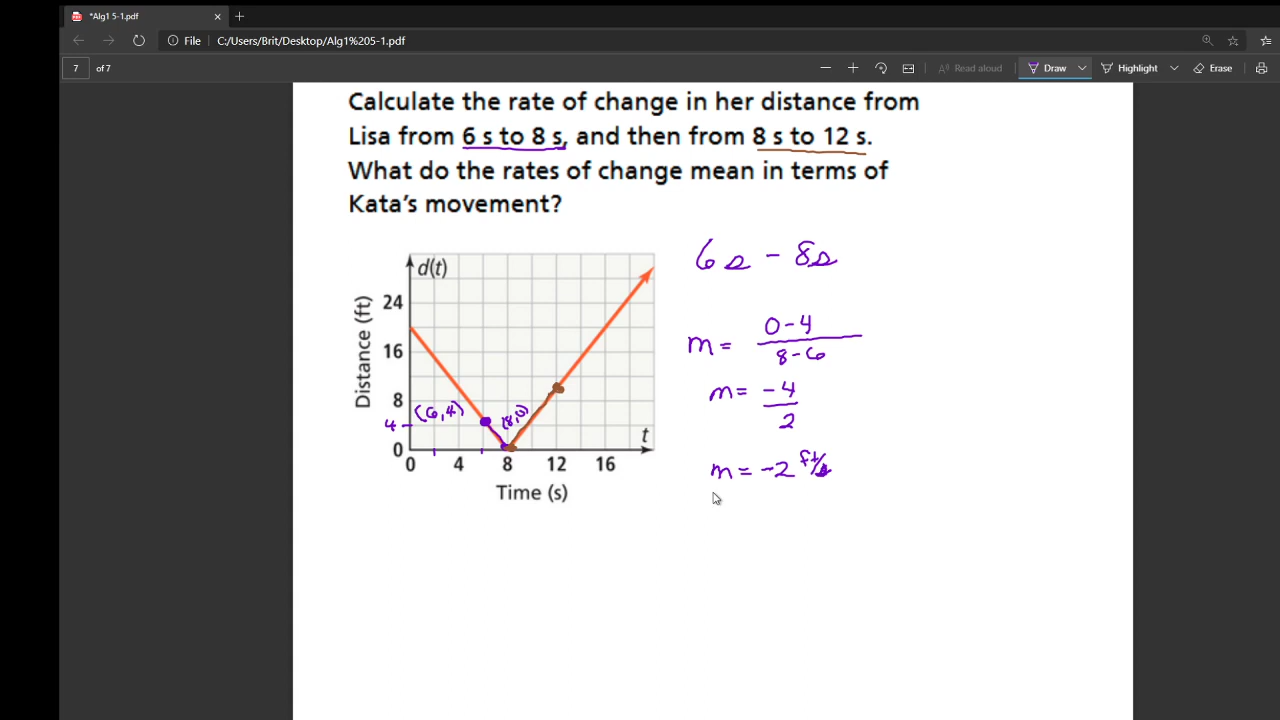 *Alg1 5-1.pdf
File C:/Users/Brit/Desktop/Alg1%205-1.pdf
7 of 7 Read aloud Draw Highlight Erase
Calculate the rate of change in her distance from
Lisa from 6 s to 8 s, and then from 8 s to 12 s.
What do the rates of change mean in terms of
Kata's movement?
d(t)
Distance (ft)
24
16
8
4
0
(6,4)
(8,0)
t
0 4 8 12 16
Time (s)
6s - 8s
m = 0-4
8-6
m = -4
2
m = -2 ft/s